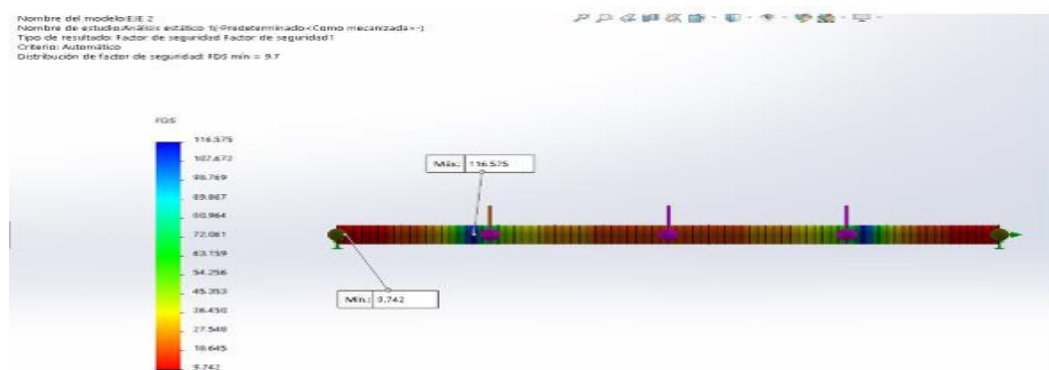 Nombre del modelo:EJE 2
Nombre de estudio:Análisis estático 1(-Predeterminado<Como mecanizada>-)
Tipo de resultado: Factor de seguridad Factor de seguridad1
Criterio: Automático
Distribución de factor de seguridad: FDS mín = 9.7
FDS
116.575
107.672
98.769
89.867
80.964
72.061
63.159
54.256
45.353
36.450
27.548
18.645
9.742
Máx.: 116.575
Mín.: 9.742